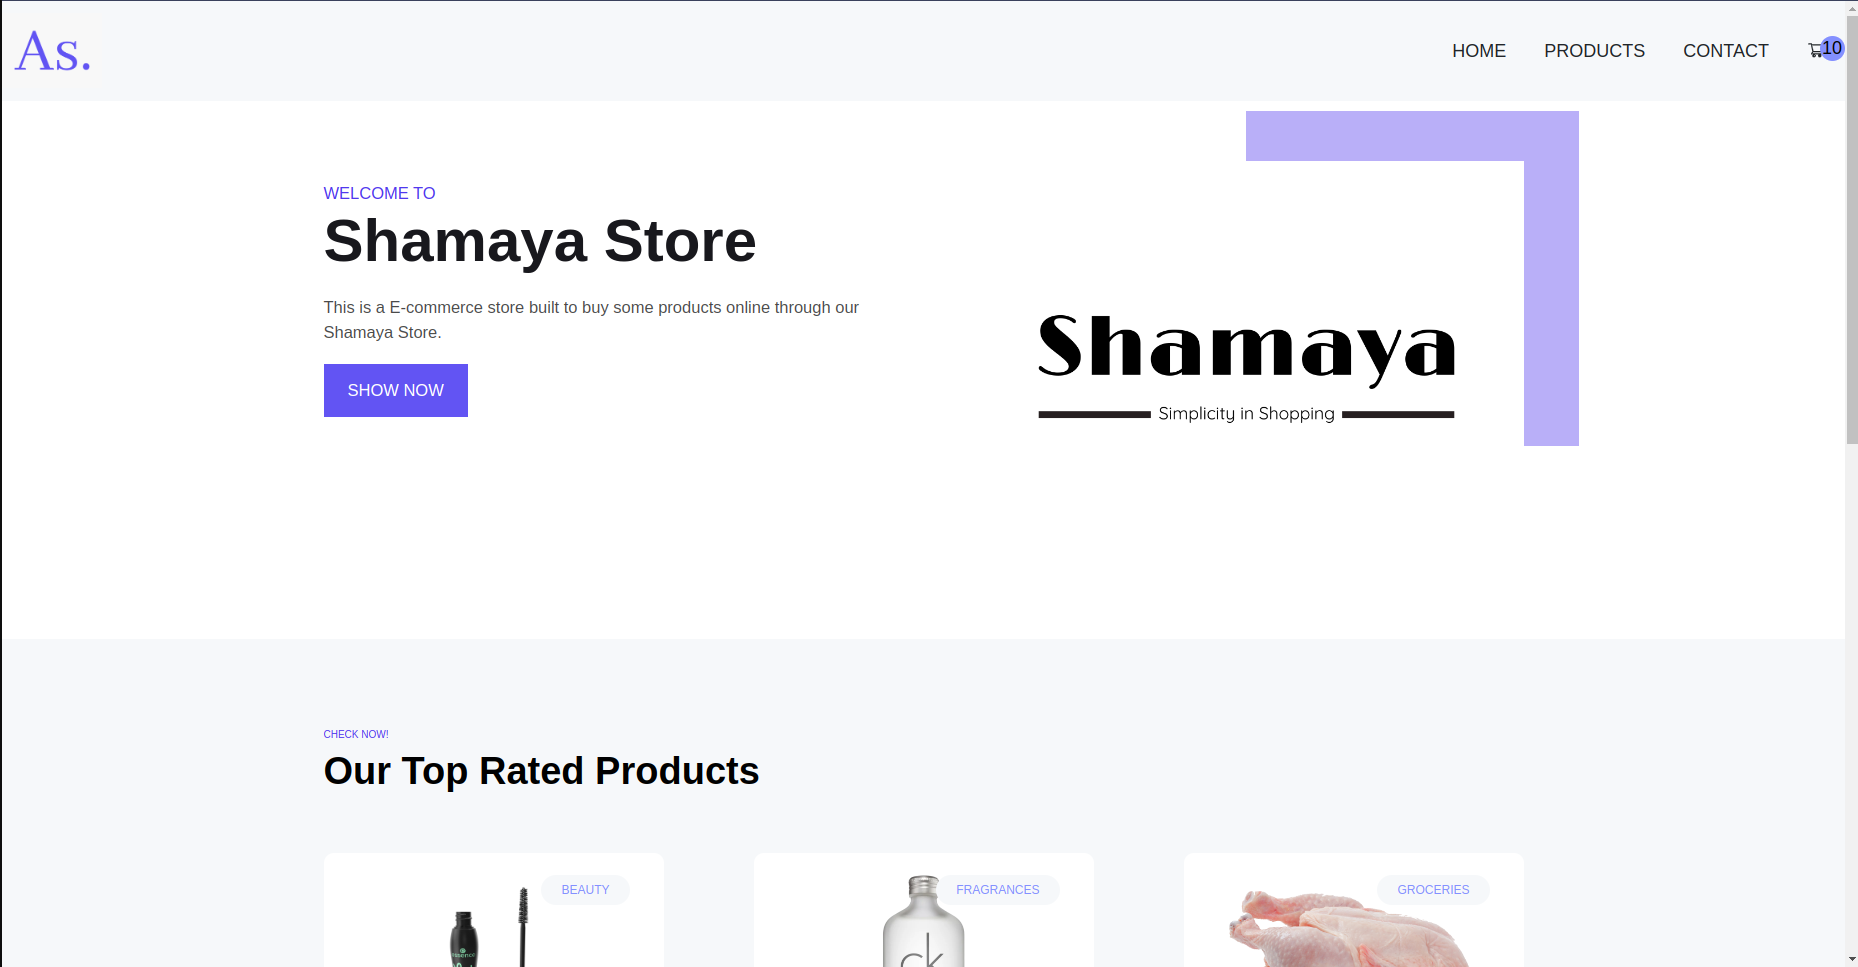 As.
HOME PRODUCTS CONTACT 10
WELCOME TO
Shamaya Store
This is a E-commerce store built to buy some products online through our
Shamaya Store.
SHOW NOW
Shamaya
Simplicity in Shopping
CHECK NOW!
Our Top Rated Products
BEAUTY
FRAGRANCES
GROCERIES
ck